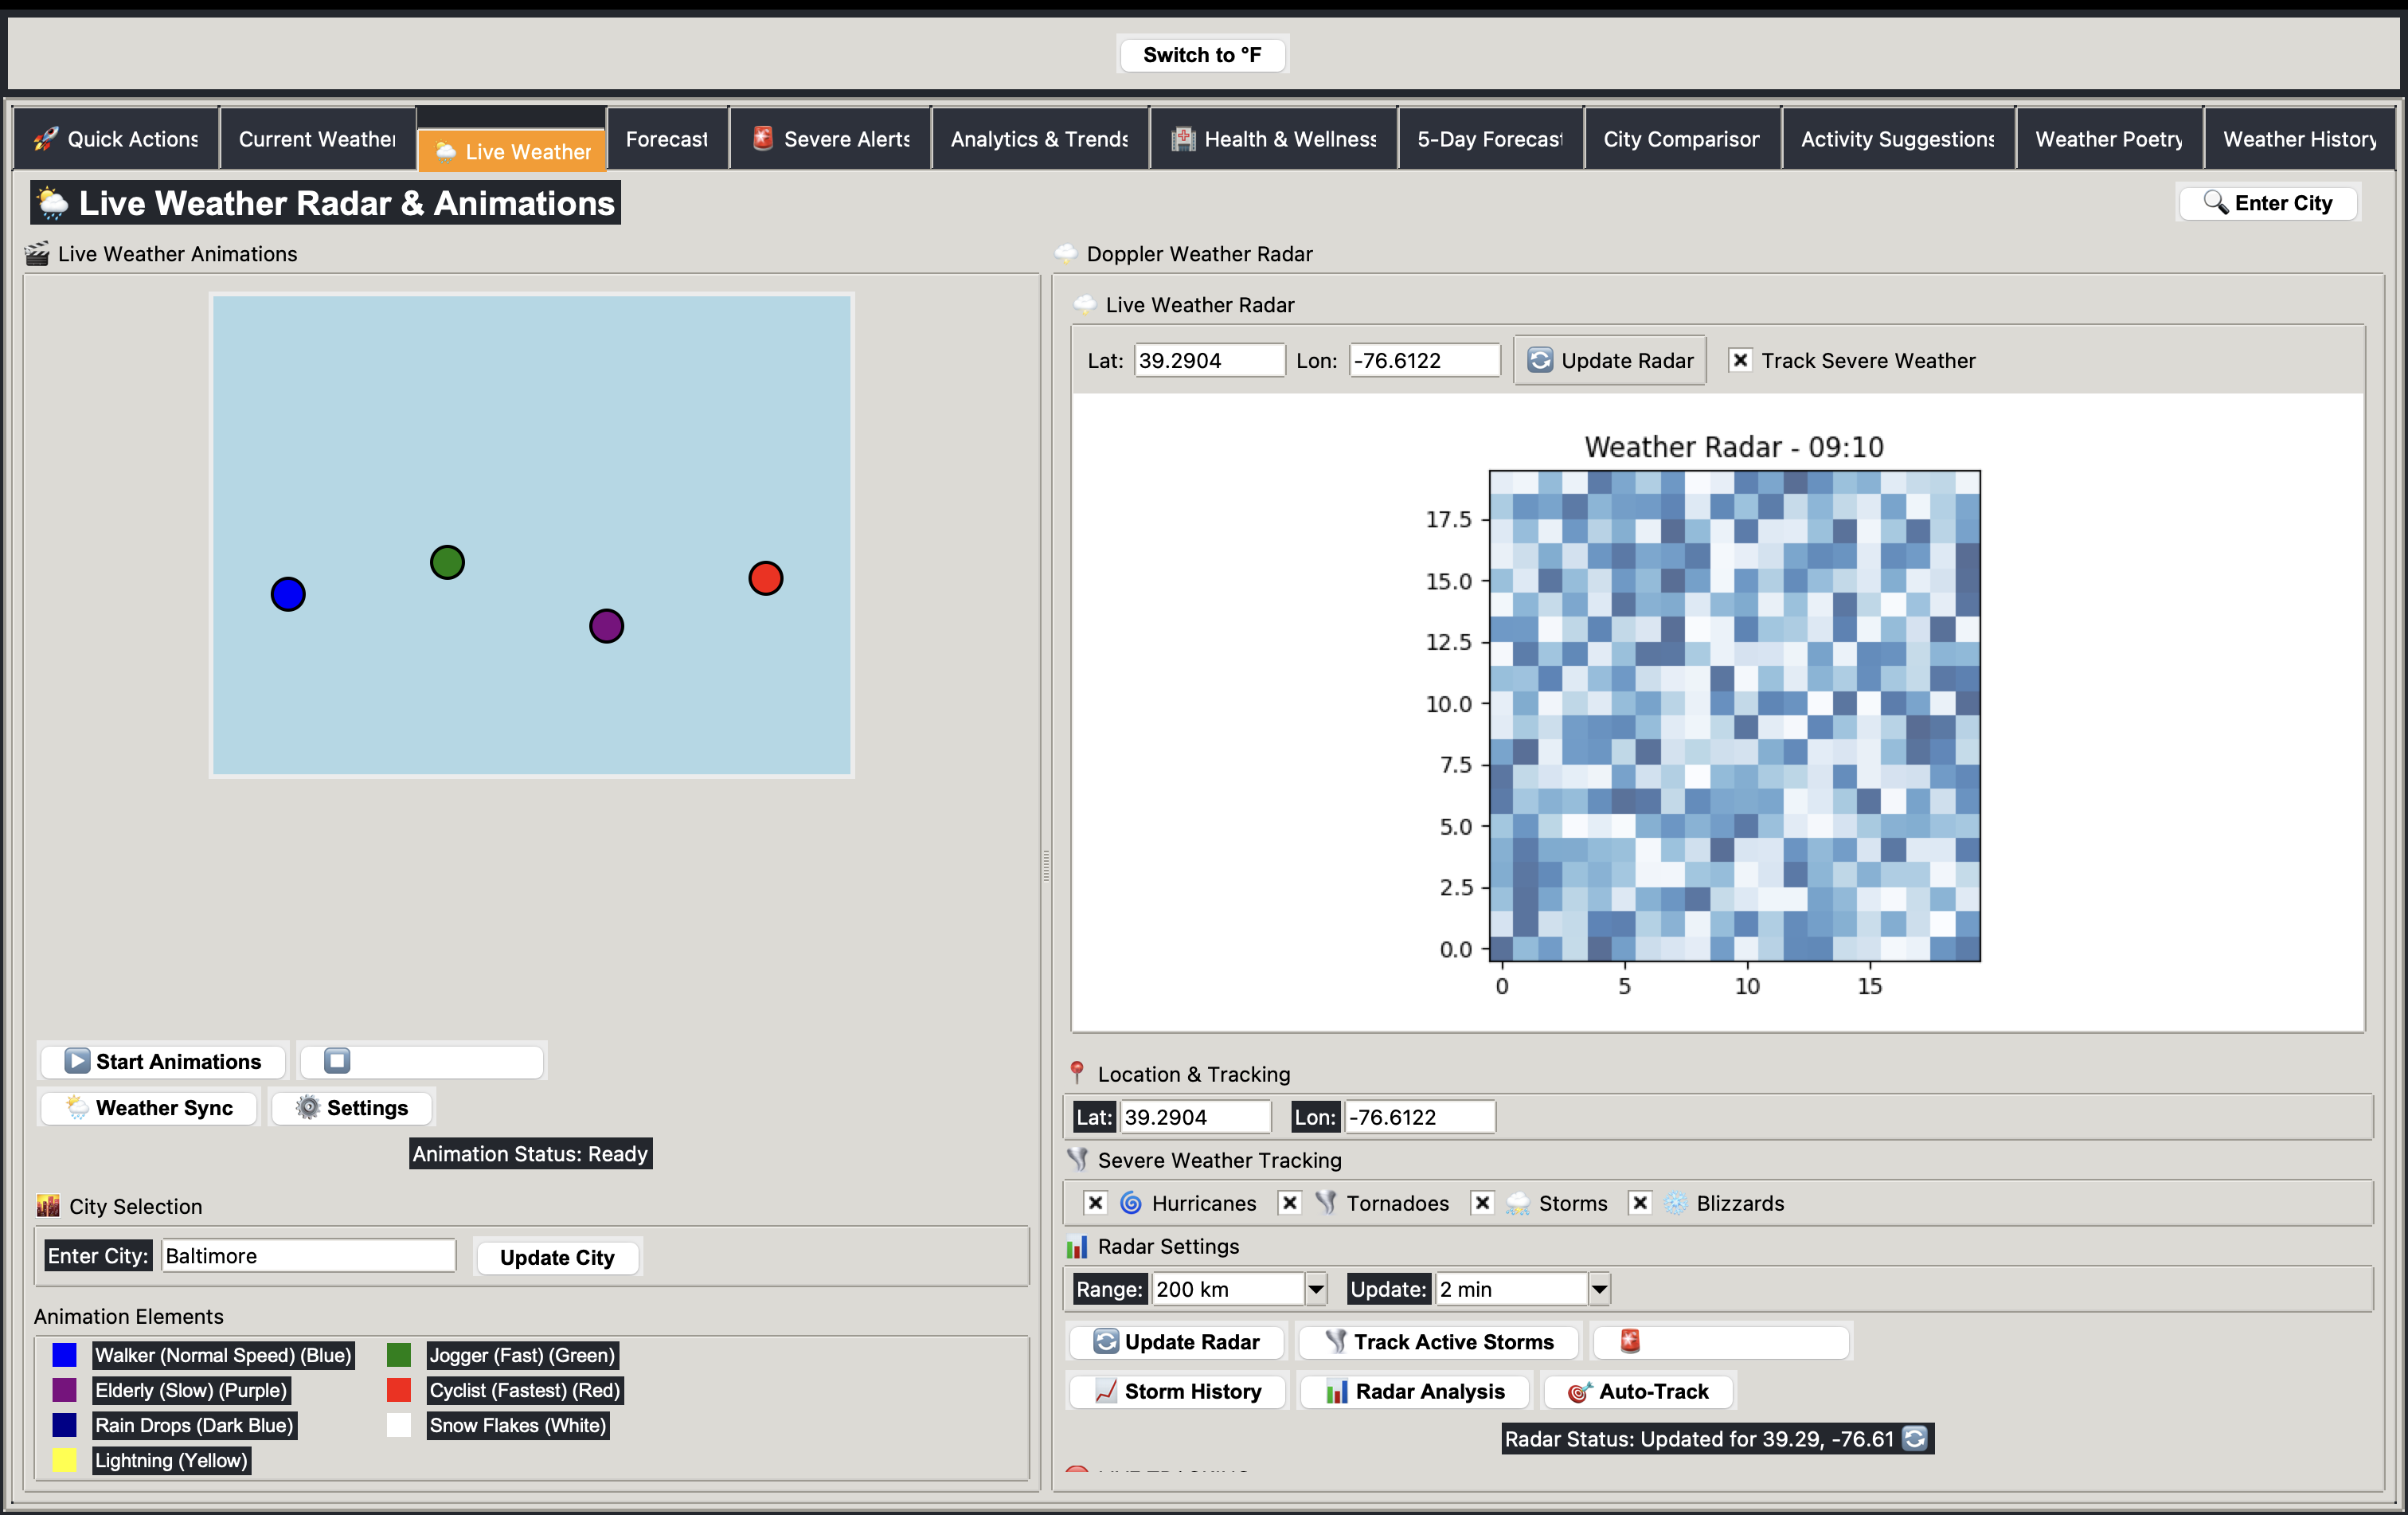 Switch to °F
Quick Actions
Current Weather
Live Weather
Forecast
Severe Alerts
Analytics & Trends
Health & Wellness
5-Day Forecast
City Comparison
Activity Suggestions
Weather Poetry
Weather History
Live Weather Radar & Animations
Enter City
Live Weather Animations
Start Animations
Weather Sync
Settings
Animation Status: Ready
City Selection
Enter City: Baltimore
Update City
Animation Elements
Walker (Normal Speed) (Blue)
Jogger (Fast) (Green)
Elderly (Slow) (Purple)
Cyclist (Fastest) (Red)
Rain Drops (Dark Blue)
Snow Flakes (White)
Lightning (Yellow)
Doppler Weather Radar
Live Weather Radar
Lat: 39.2904 Lon: -76.6122 Update Radar Track Severe Weather
Weather Radar - 09:10
17.5
15.0
12.5
10.0
7.5
5.0
2.5
0.0
0 5 10 15
Location & Tracking
Lat: 39.2904 Lon: -76.6122
Severe Weather Tracking
Hurricanes Tornadoes Storms Blizzards
Radar Settings
Range: 200 km Update: 2 min
Update Radar
Track Active Storms
Storm History
Radar Analysis
Auto-Track
Radar Status: Updated for 39.29, -76.61